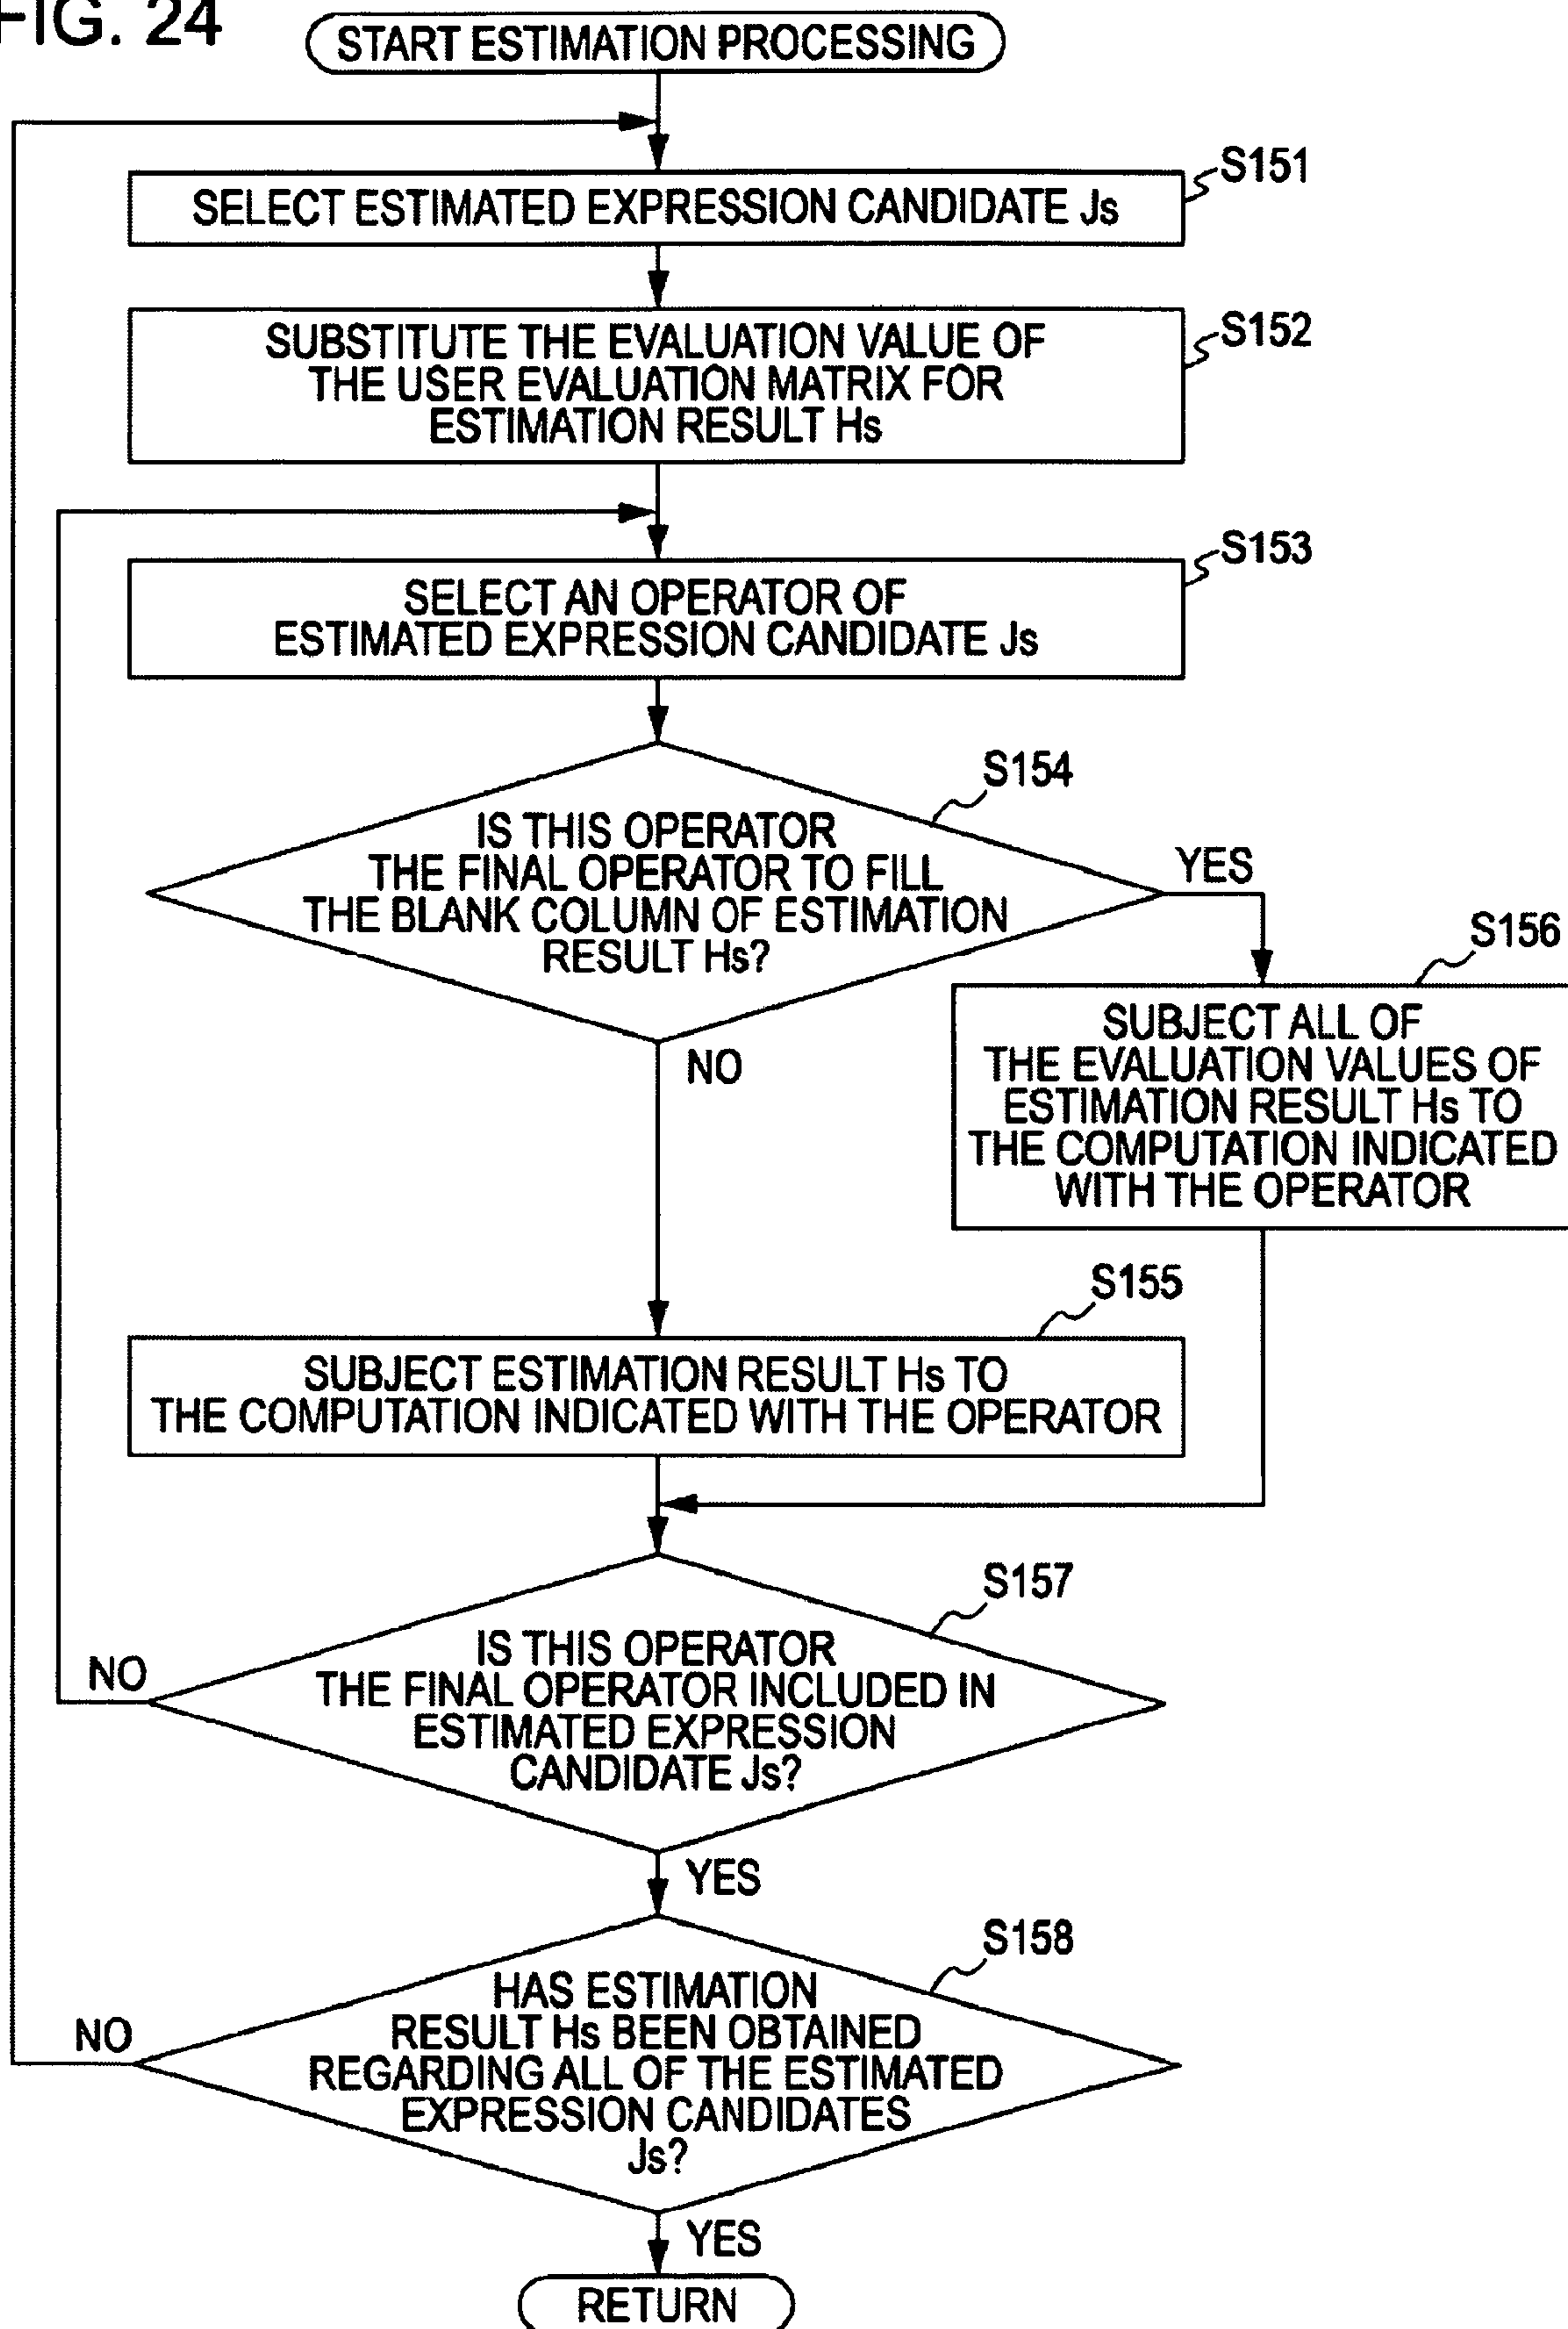 FIG. 24
START ESTIMATION PROCESSING
S151
SELECT ESTIMATED EXPRESSION CANDIDATE Js
S152
SUBSTITUTE THE EVALUATION VALUE OF
THE USER EVALUATION MATRIX FOR
ESTIMATION RESULT Hs
S153
SELECT AN OPERATOR OF
ESTIMATED EXPRESSION CANDIDATE Js
S154
IS THIS OPERATOR
THE FINAL OPERATOR TO FILL
THE BLANK COLUMN OF ESTIMATION
RESULT Hs?
YES
NO
S156
SUBJECT ALL OF
THE EVALUATION VALUES OF
ESTIMATION RESULT Hs TO
THE COMPUTATION INDICATED
WITH THE OPERATOR
S155
SUBJECT ESTIMATION RESULT Hs TO
THE COMPUTATION INDICATED WITH THE OPERATOR
S157
IS THIS OPERATOR
THE FINAL OPERATOR INCLUDED IN
ESTIMATED EXPRESSION
CANDIDATE Js?
NO
YES
S158
HAS ESTIMATION
RESULT Hs BEEN OBTAINED
REGARDING ALL OF THE ESTIMATED
EXPRESSION CANDIDATES
Js?
NO
YES
RETURN